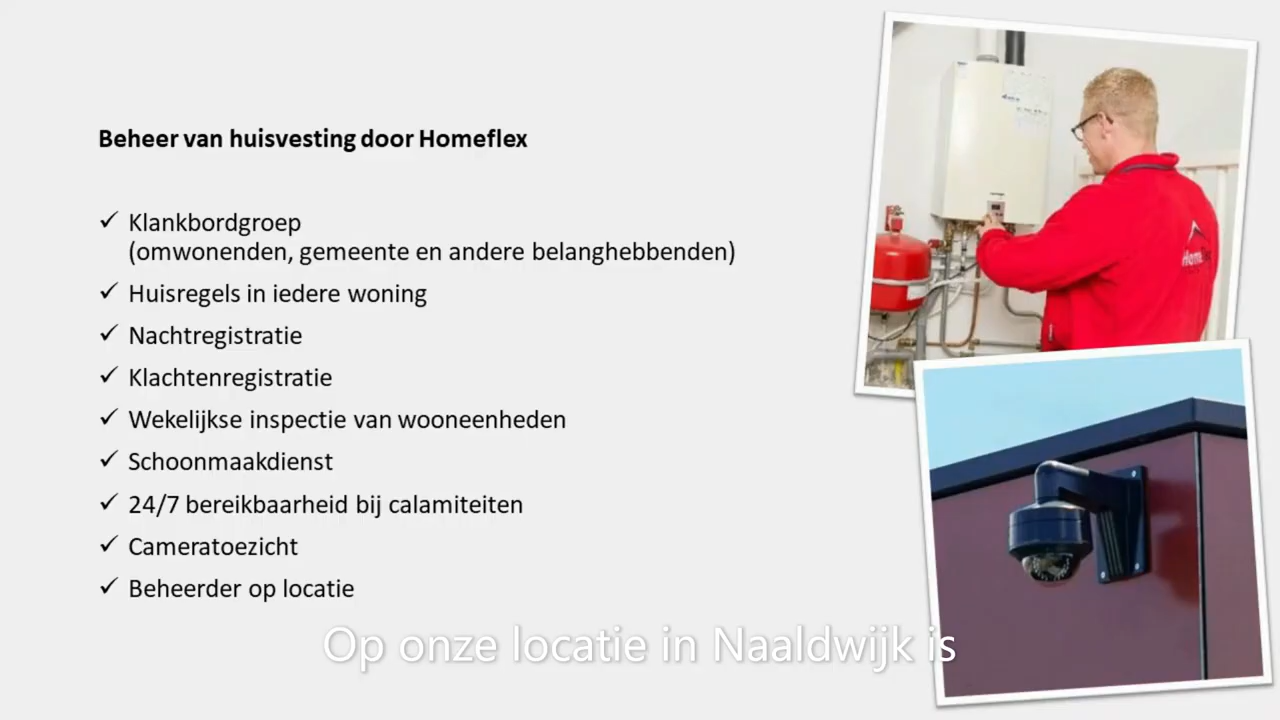 Beheer van huisvesting door Homeflex
Klankbordgroep
(omwonenden, gemeente en andere belanghebbenden)
Huisregels in iedere woning
Nachtregistratie
Klachtenregistratie
Wekelijkse inspectie van wooneenheden
Schoonmaakdienst
24/7 bereikbaarheid bij calamiteiten
Cameratoezicht
Beheerder op locatie
Op onze locatie in Naaldwijk is